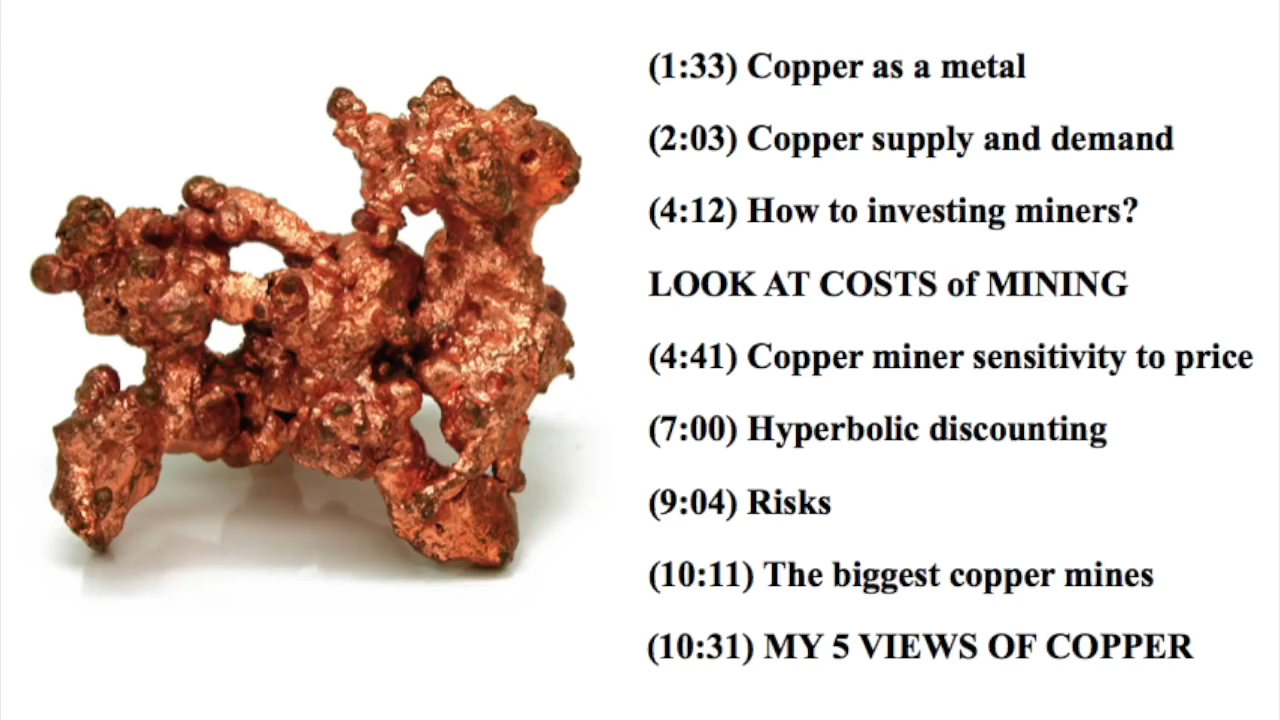 (1:33) Copper as a metal
(2:03) Copper supply and demand
(4:12) How to investing miners?
LOOK AT COSTS of MINING
(4:41) Copper miner sensitivity to price
(7:00) Hyperbolic discounting
(9:04) Risks
(10:11) The biggest copper mines
(10:31) MY 5 VIEWS OF COPPER